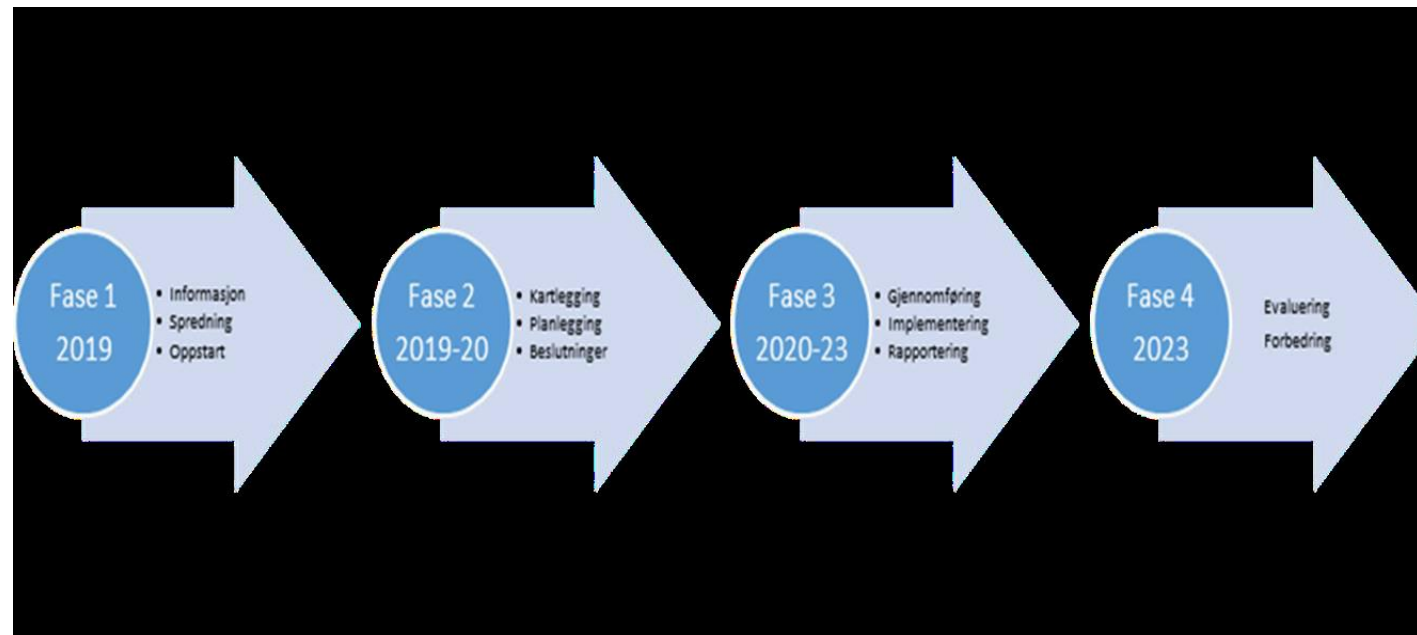 Fase 1
2019
• Informasjon
• Spredning
• Oppstart
Fase 2
2019-20
• Kartlegging
• Planlegging
• Beslutninger
Fase 3
2020-23
• Gjennomføring
• Implementering
• Rapportering
Fase 4
2023
Evaluering
Forbedring